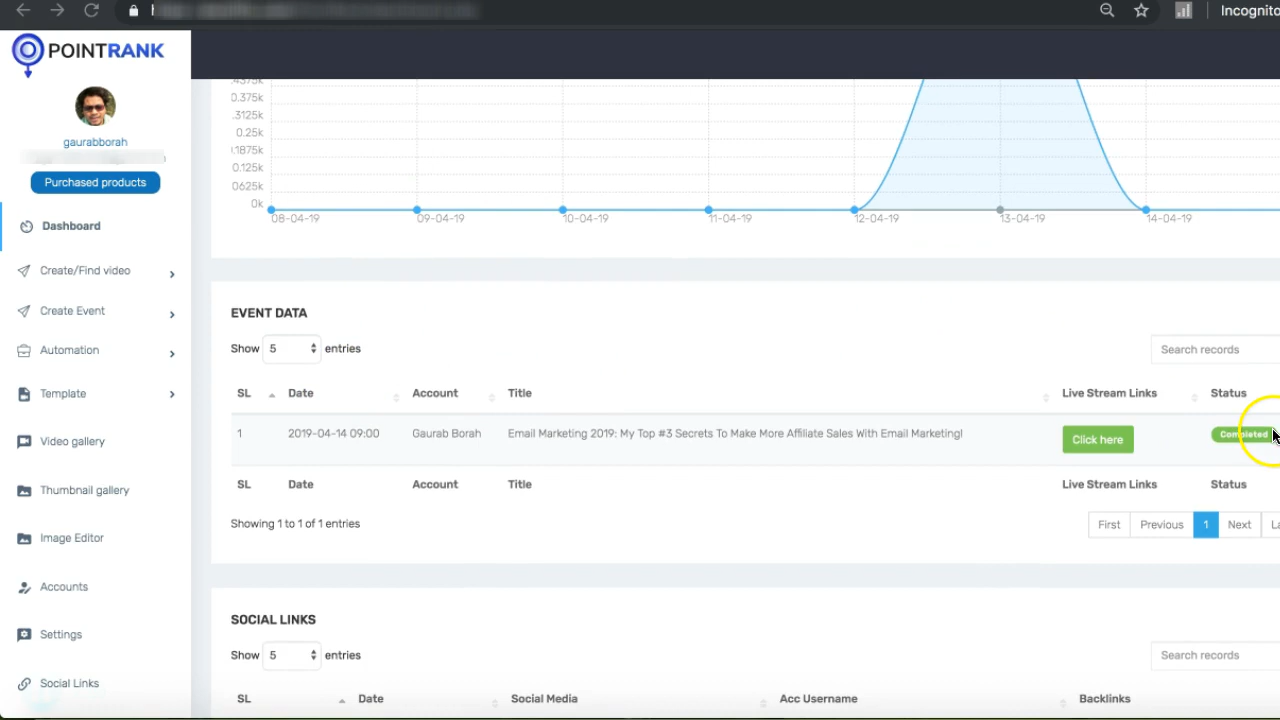 Incognito
POINTRANK
gaurabborah
Purchased products
Dashboard
Create/Find video
Create Event
Automation
Template
Video gallery
Thumbnail gallery
Image Editor
Accounts
Settings
Social Links
.4375k
0.375k
.3125k
0.25k
.1875k
0.125k
0625k
0k
08-04-19 09-04-19 10-04-19 11-04-19 12-04-19 13-04-19 14-04-19
EVENT DATA
Show 5 entries
Search records
SL Date Account Title Live Stream Links Status
1 2019-04-14 09:00 Gaurab Borah Email Marketing 2019: My Top #3 Secrets To Make More Affiliate Sales With Email Marketing! Click here Completed
SL Date Account Title Live Stream Links Status
Showing 1 to 1 of 1 entries
First Previous 1 Next La
SOCIAL LINKS
Show 5 entries
Search records
SL Date Social Media Acc Username Backlinks